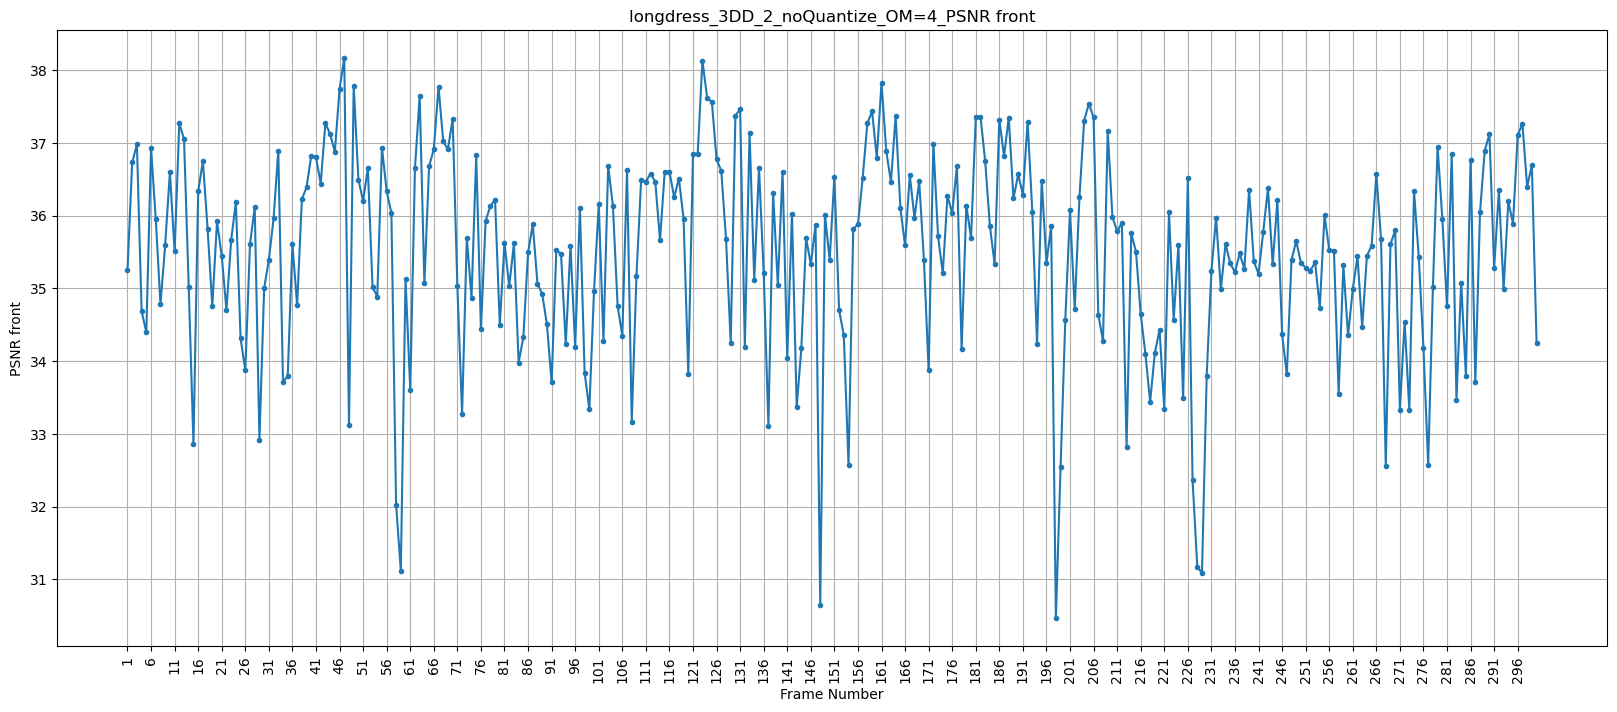 longdress_3DD_2_noQuantize_OM=4_PSNR front
PSNR front
38
37
36
35
34
33
32
31
1 6 11 16 21 26 31 36 41 46 51 56 61 66 71 76 81 86 91 96 101 106 111 116 121 126 131 136 141 146 151 156 161 166 171 176 181 186 191 196 201 206 211 216 221 226 231 236 241 246 251 256 261 266 271 276 281 286 291 296
Frame Number